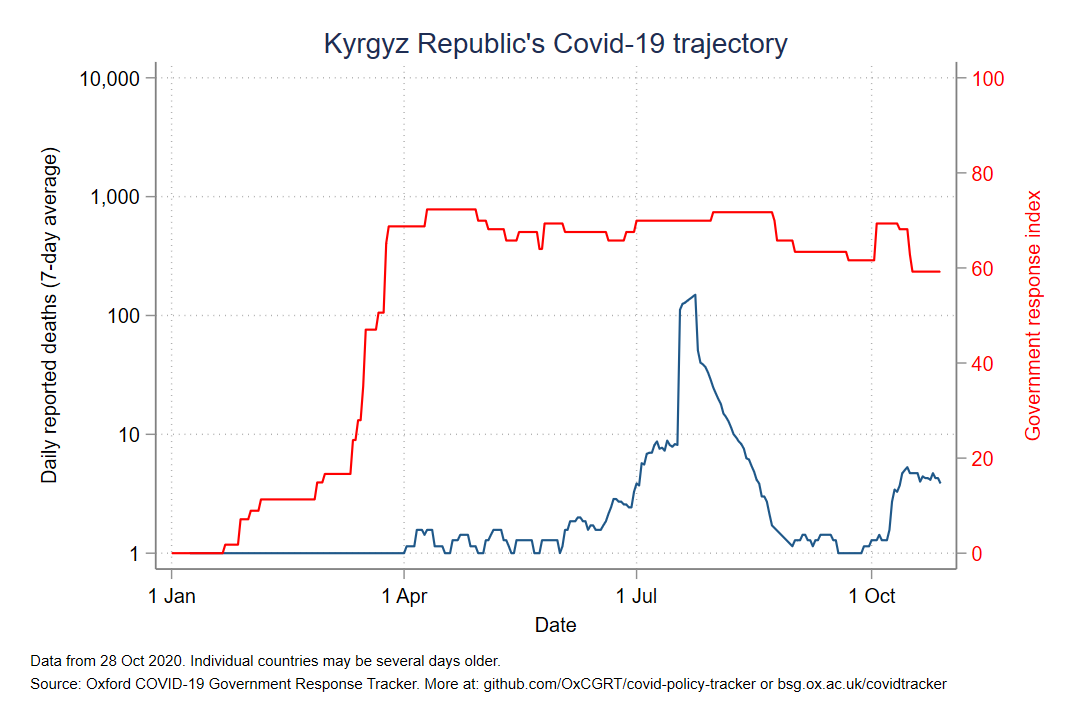 Kyrgyz Republic's Covid-19 trajectory
10,000
1,000
100
10
1
Daily reported deaths (7-day average)
100
80
60
40
20
0
Government response index
1 Jan
1 Apr
1 Jul
1 Oct
Date
Data from 28 Oct 2020. Individual countries may be several days older.
Source: Oxford COVID-19 Government Response Tracker. More at: github.com/OxCGRT/covid-policy-tracker or bsg.ox.ac.uk/covidtracker